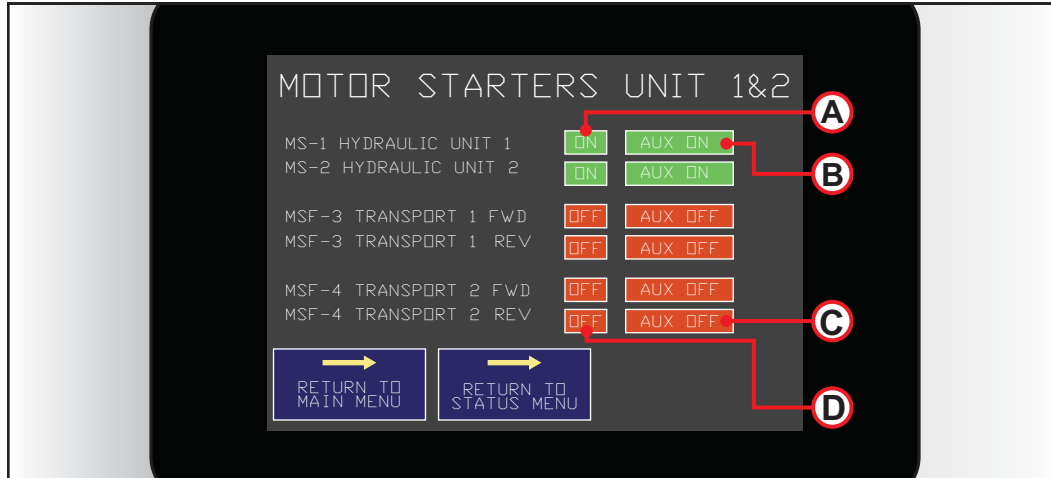 MOTOR STARTERS UNIT 1&2
MS-1 HYDRAULIC UNIT 1 ON AUX ON
MS-2 HYDRAULIC UNIT 2 ON AUX ON
MSF-3 TRANSPORT 1 FWD OFF AUX OFF
MSF-3 TRANSPORT 1 REV OFF AUX OFF
MSF-4 TRANSPORT 2 FWD OFF AUX OFF
MSF-4 TRANSPORT 2 REV OFF AUX OFF
RETURN TO
MAIN MENU
RETURN TO
STATUS MENU
A
B
C
D